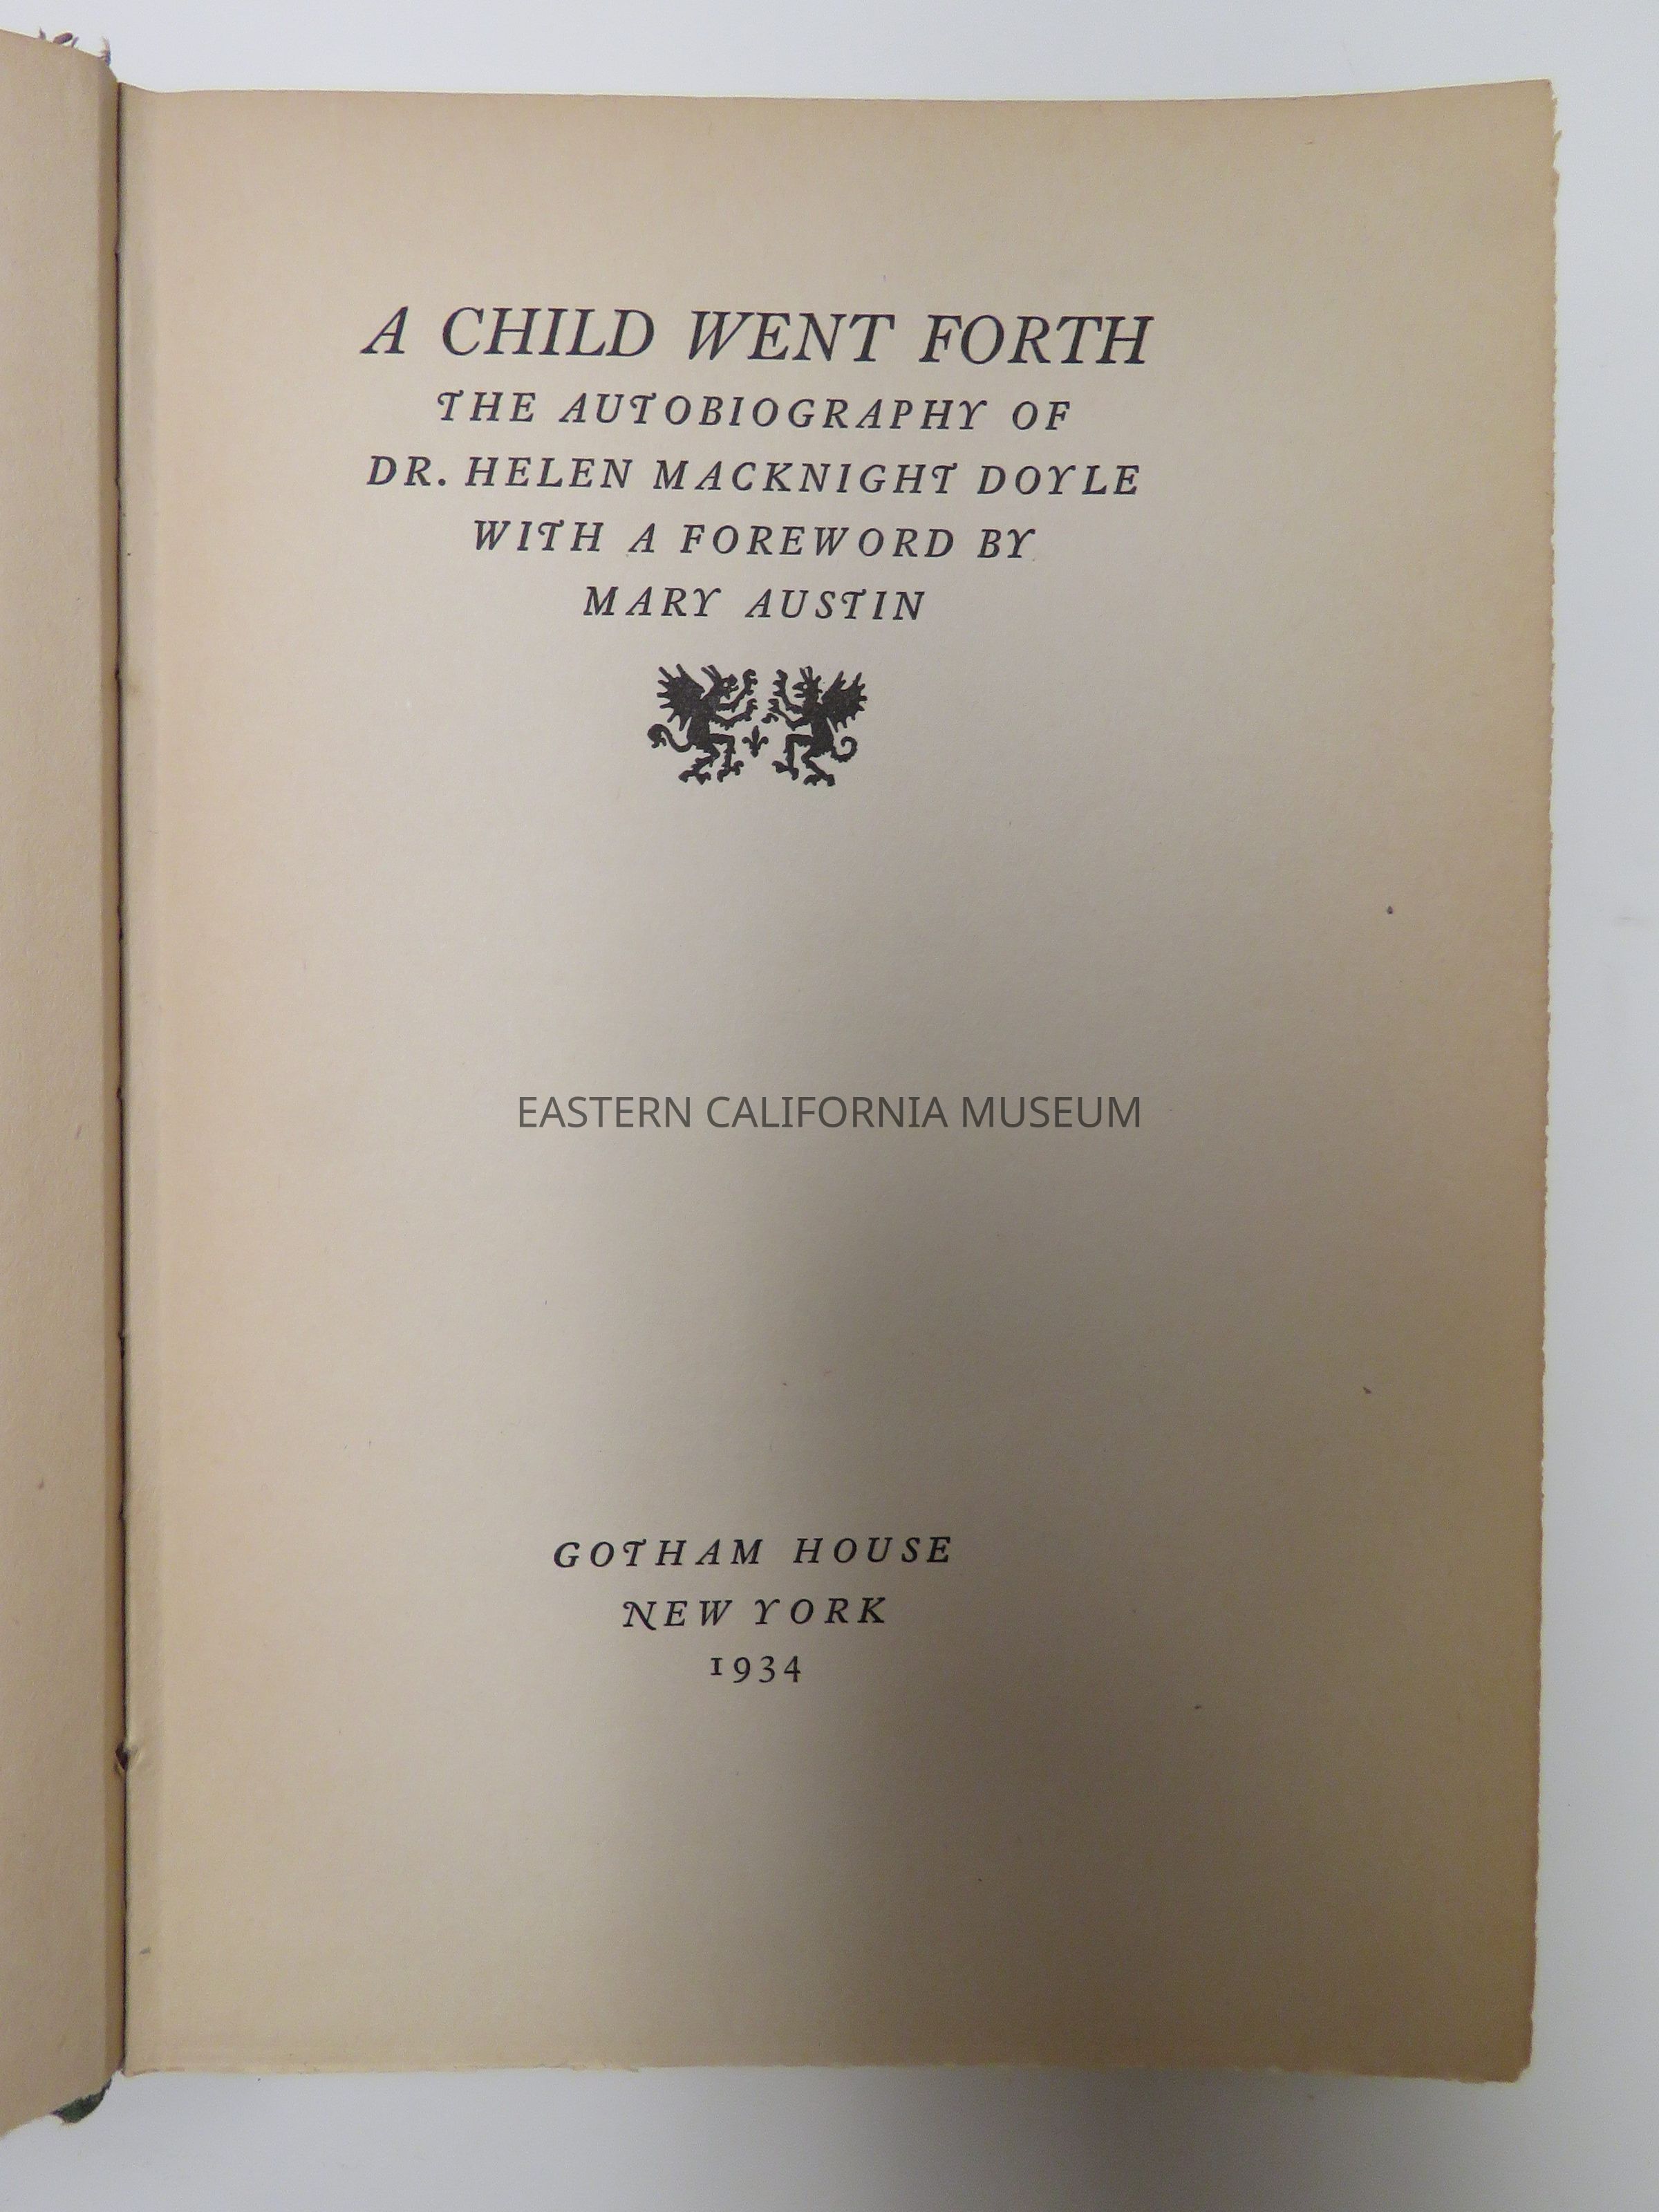 A CHILD WENT FORTH
THE AUTOBIOGRAPHY OF
DR. HELEN MACKNIGHT DOYLE
WITH A FOREWORD BY
MARY AUSTIN
EASTERN CALIFORNIA MUSEUM
GOTHAM HOUSE
NEW YORK
1934